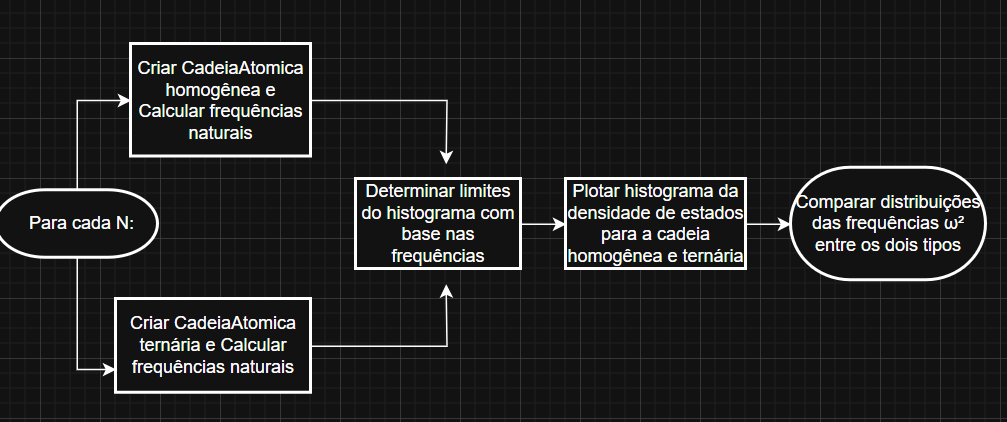 Criar CadeiaAtomica
homogênea e
Calcular frequências
naturais
Para cada N:
Criar CadeiaAtomica
ternária e Calcular
frequências naturais
Determinar limites
do histograma com
base nas
frequências
Plotar histograma da
densidade de estados
para a cadeia
homogênea e ternária
Comparar distribuições
das frequências ω²
entre os dois tipos